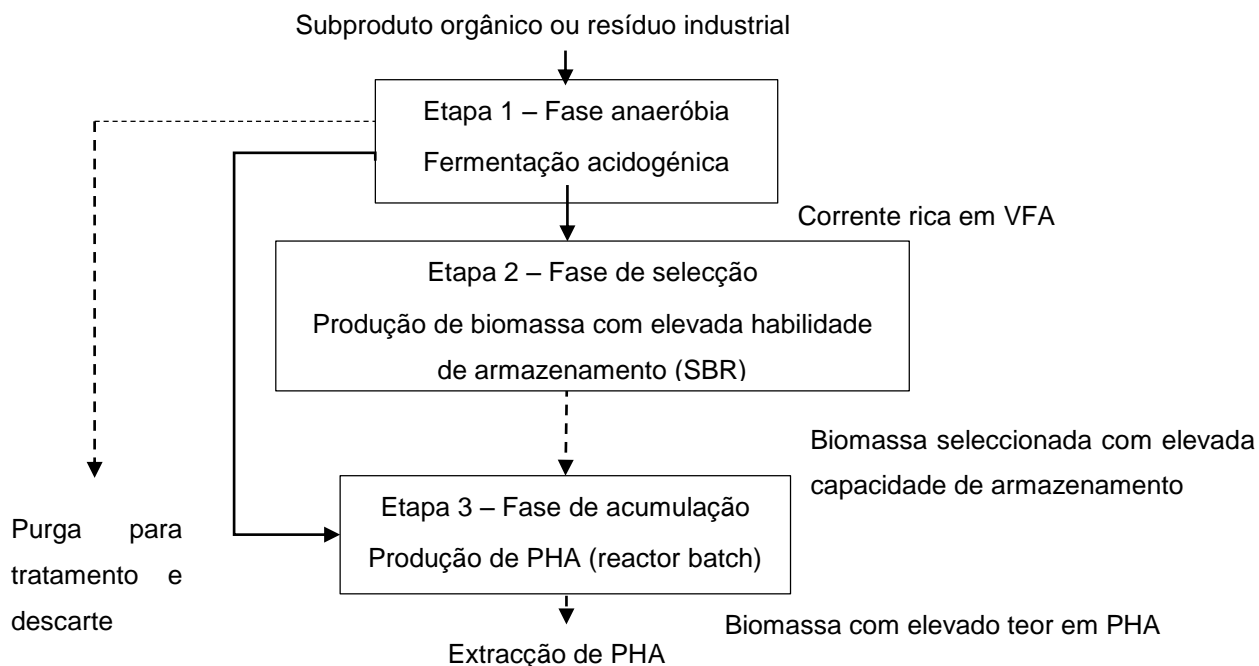 Subproduto orgânico ou resíduo industrial
Etapa 1 – Fase anaeróbia
Fermentação acidogénica
Corrente rica em VFA
Etapa 2 – Fase de selecção
Produção de biomassa com elevada habilidade
de armazenamento (SBR)
Biomassa seleccionada com elevada
capacidade de armazenamento
Etapa 3 – Fase de acumulação
Produção de PHA (reactor batch)
Purga para
tratamento e
descarte
Biomassa com elevado teor em PHA
Extracção de PHA